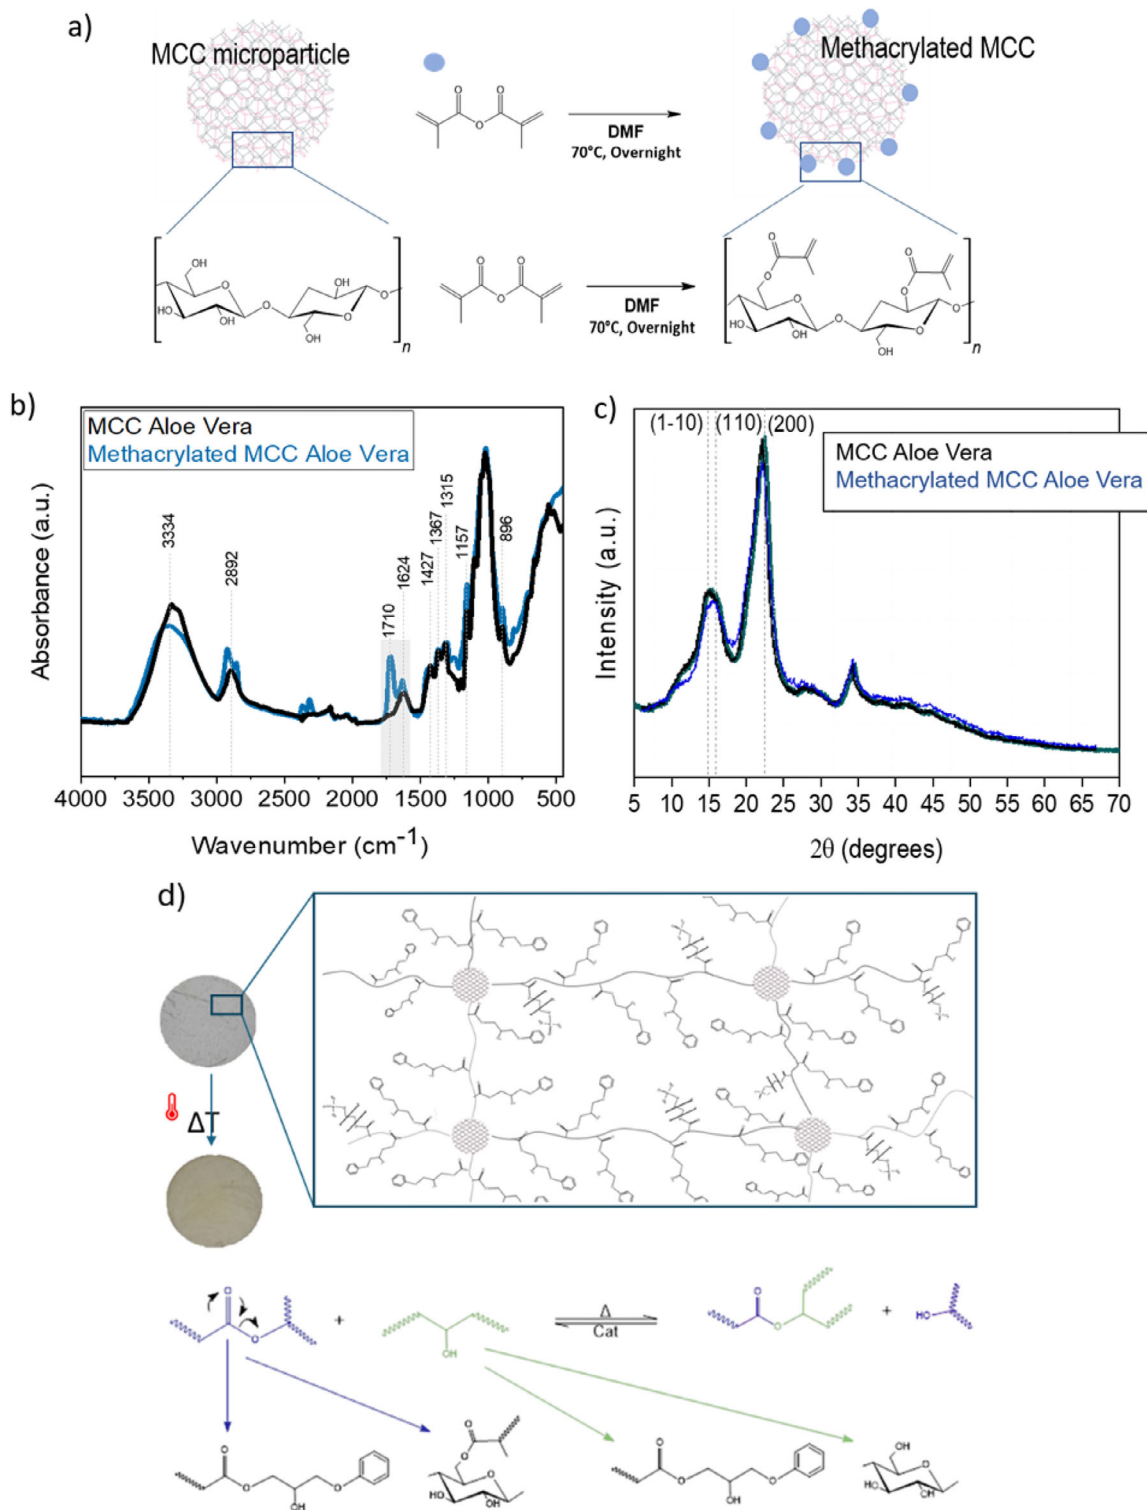 a)
MCC microparticle
Methacrylated MCC
O O
O
DMF
70°C, Overnight
OH
HO
OH
O
O
OH
O
O
OH
n
O O
O
DMF
70°C, Overnight
O
O
O
O
O
HO
OH
O
O
O
OH
n
b)
MCC Aloe Vera
Methacrylated MCC Aloe Vera
3334
2892
1710
1624
1427
1367
1315
1157
896
Absorbance (a.u.)
4000 3500 3000 2500 2000 1500 1000 500
Wavenumber (cm⁻¹)
c)
(1-10) (110) (200)
MCC Aloe Vera
Methacrylated MCC Aloe Vera
Intensity (a.u.)
5 10 15 20 25 30 35 40 45 50 55 60 65 70
2θ (degrees)
d)
ΔT
O
O
+
OH
Δ
Cat
O
O
+
HO
O
O
OH
O
O
O
O
HO
OH
O
O
OH
O
OH
O
HO
OH